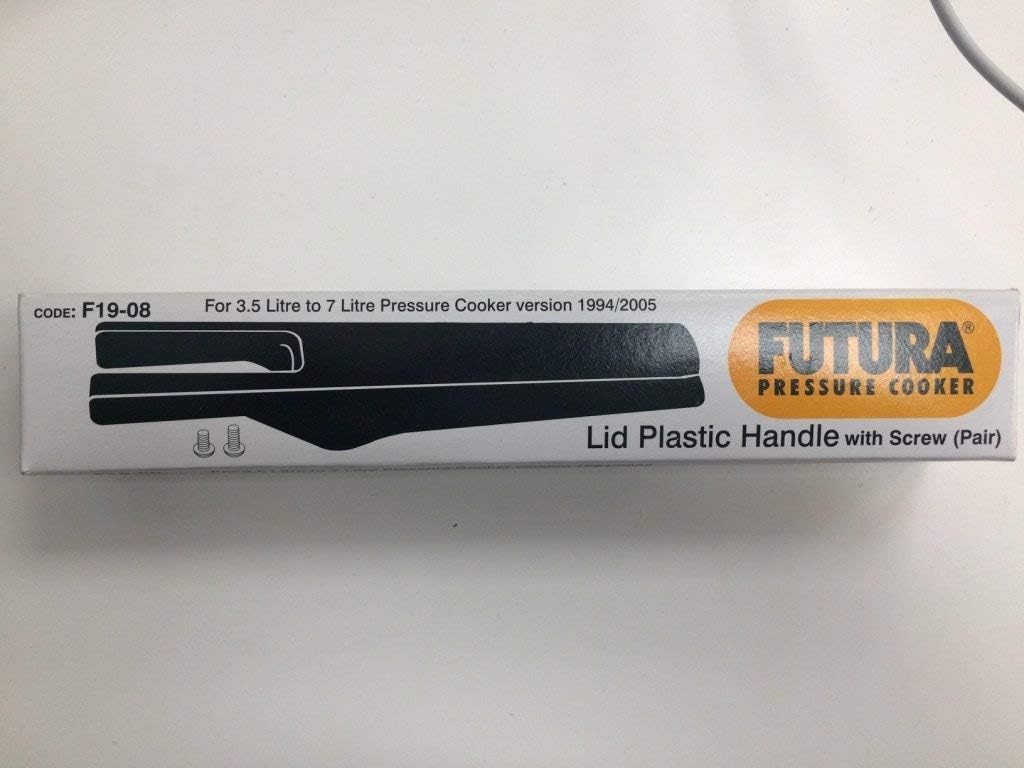 CODE: F19-08
For 3.5 Litre to 7 Litre Pressure Cooker version 1994/2005
FUTURA®
PRESSURE COOKER
Lid Plastic Handle with Screw (Pair)